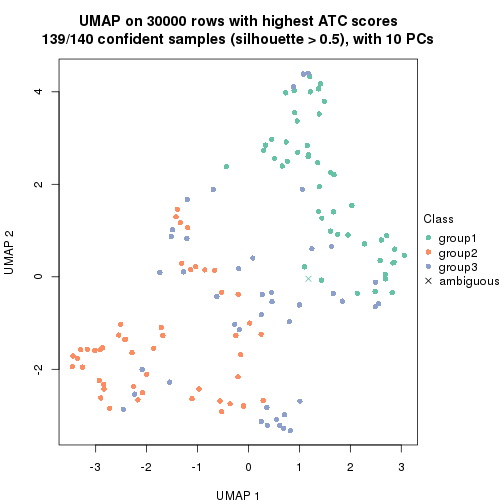 UMAP on 30000 rows with highest ATC scores
139/140 confident samples (silhouette > 0.5), with 10 PCs
4
2
0
-2
UMAP 2
-3
-2
-1
0
1
2
3
UMAP 1
Class
group1
group2
group3
ambiguous